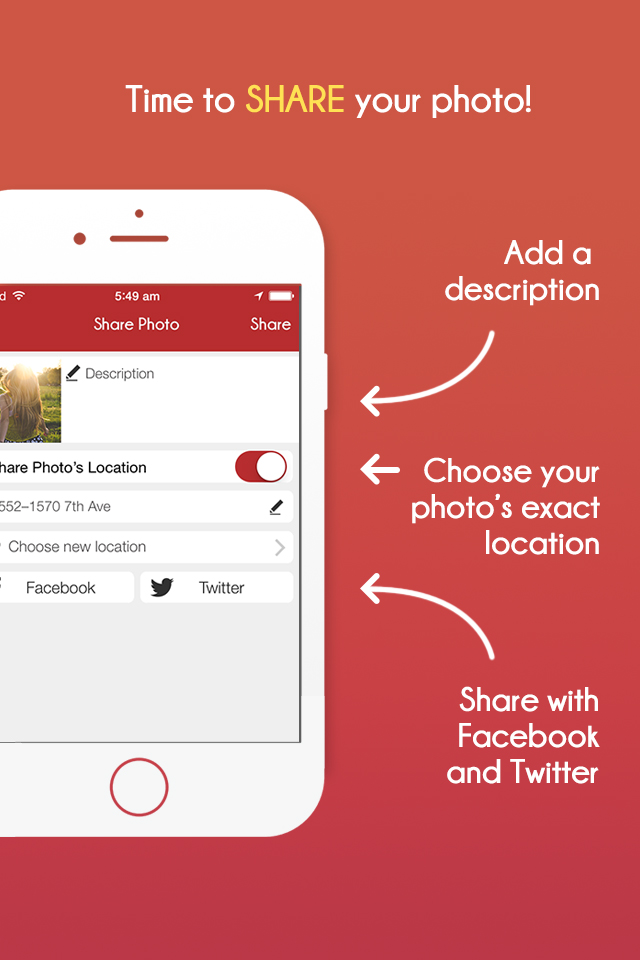 Time to SHARE your photo!
Add a
description
5:49 am
Share Photo
Share
Description
hare Photo's Location
552–1570 7th Ave
Choose new location
Facebook
Twitter
Choose your
photo's exact
location
Share with
Facebook
and Twitter